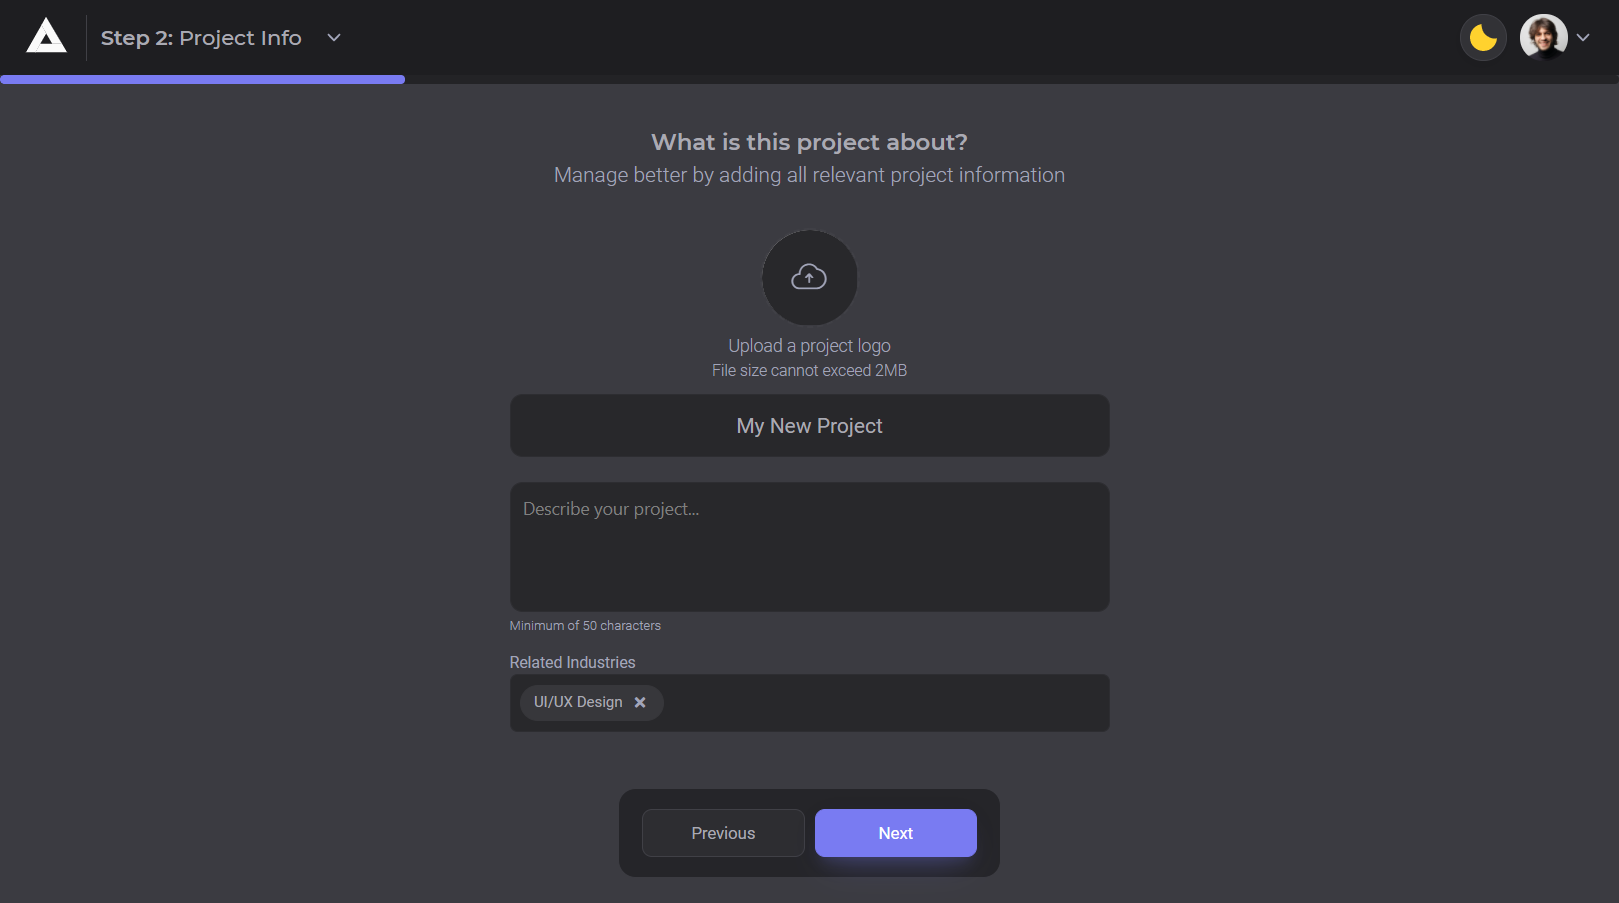 Step 2: Project Info
What is this project about?
Manage better by adding all relevant project information
Upload a project logo
File size cannot exceed 2MB
My New Project
Describe your project...
Minimum of 50 characters
Related Industries
UI/UX Design
Previous
Next